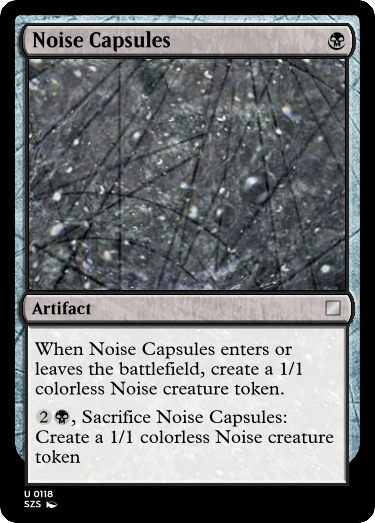 Noise Capsules
Artifact
When Noise Capsules enters or
leaves the battlefield, create a 1/1
colorless Noise creature token.
2, Sacrifice Noise Capsules:
Create a 1/1 colorless Noise creature
token
U 0118
SZS